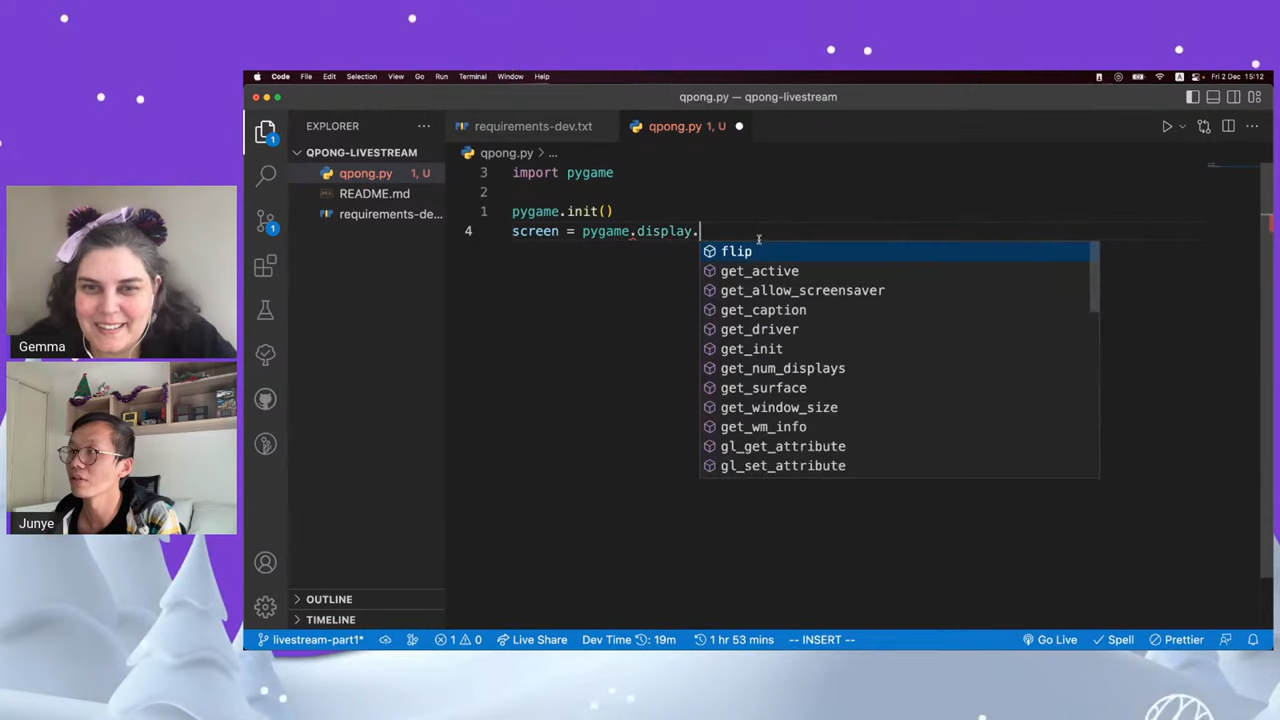 Code File Edit Selection View Go Run Terminal Window Help
A Fri 2 Dec 15:12
qpong.py — qpong-livestream
EXPLORER ...
requirements-dev.txt
qpong.py 1, U
QPONG-LIVESTREAM
qpong.py > ...
qpong.py 1, U
README.md
requirements-de...
3 import pygame
2
1 pygame.init()
4 screen = pygame.display.
flip
get_active
get_allow_screensaver
get_caption
get_driver
get_init
get_num_displays
get_surface
get_window_size
get_wm_info
gl_get_attribute
gl_set_attribute
1
1
Gemma
Junye
OUTLINE
TIMELINE
livestream-part1* 1 0 Live Share Dev Time : 19m 1 hr 53 mins -- INSERT -- Go Live Spell Prettier